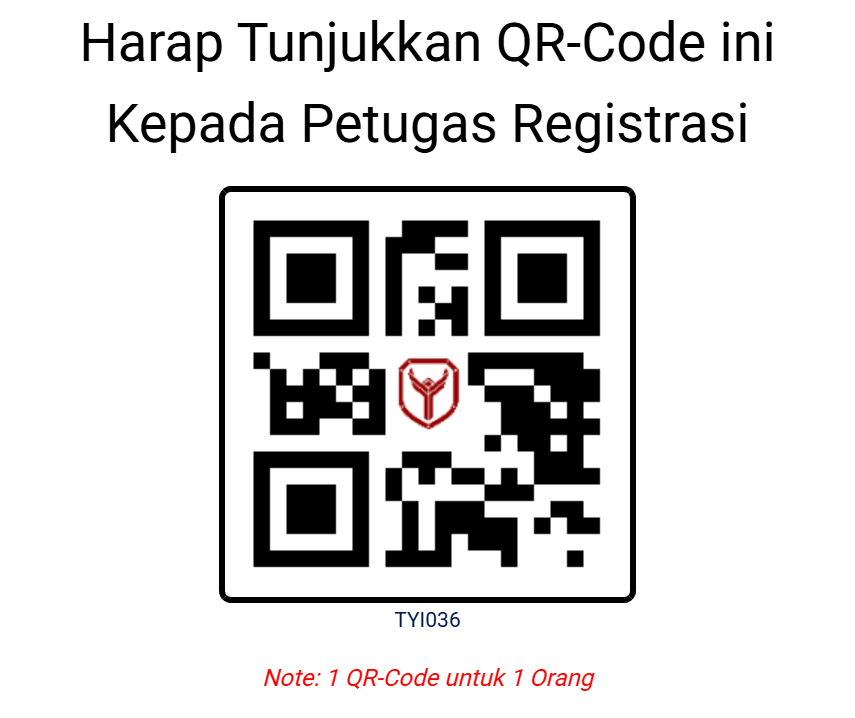 Harap Tunjukkan QR-Code ini
Kepada Petugas Registrasi
TYI036
Note: 1 QR-Code untuk 1 Orang